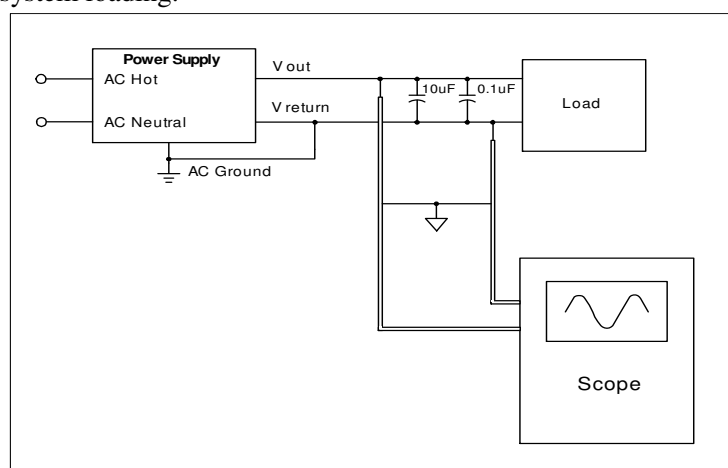 system loading.
Power Supply
AC Hot
V out
10uF
0.1uF
Load
AC Neutral
V return
AC Ground
Scope